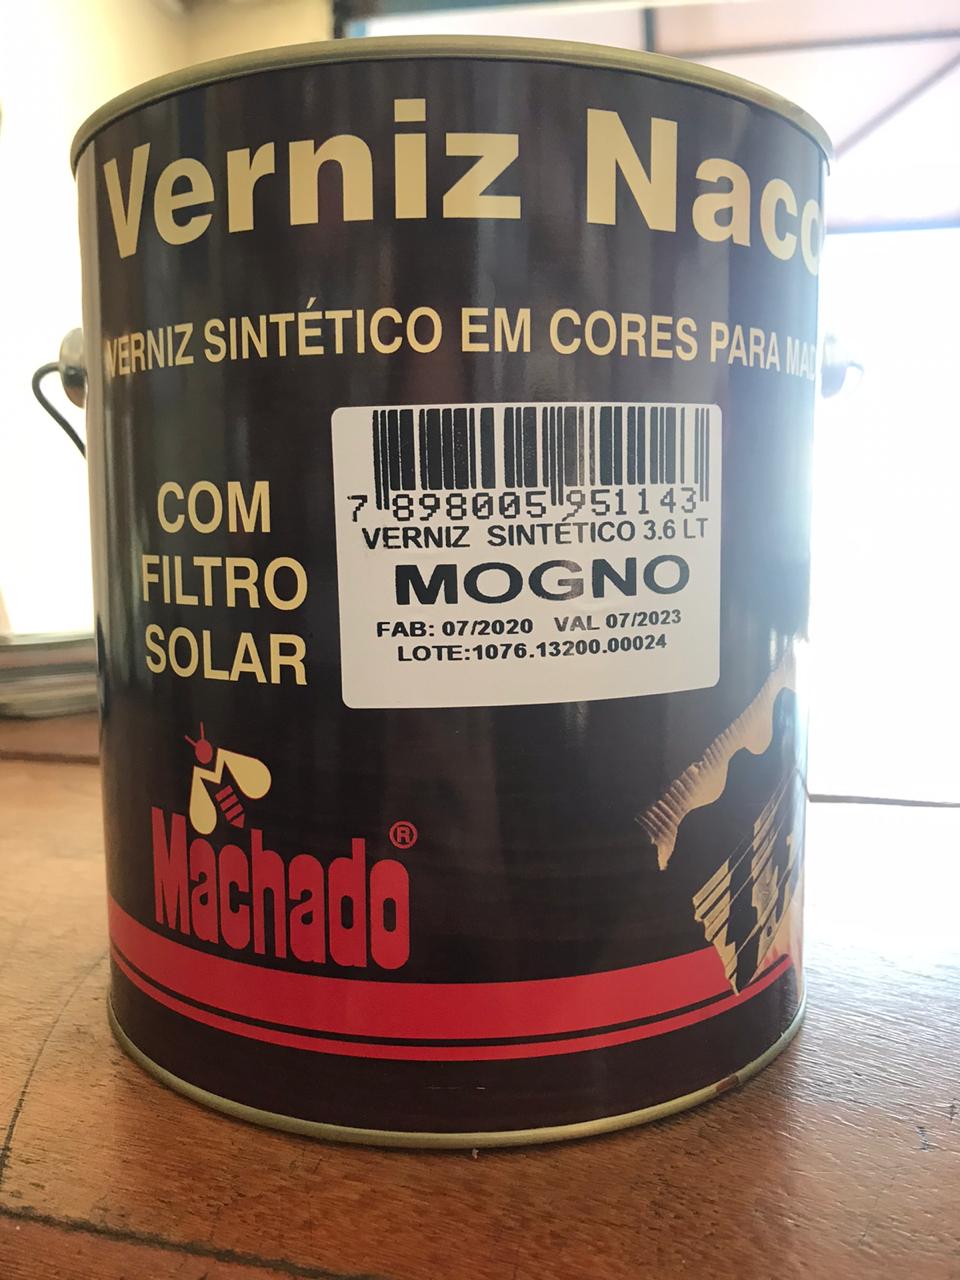 Verniz Naco
VERNIZ SINTÉTICO EM CORES PARA MAD
COM
FILTRO
SOLAR
7 898005 951143
VERNIZ SINTÉTICO 3.6 LT
MOGNO
FAB: 07/2020 VAL 07/2023
LOTE:1076.13200.00024
Machado®